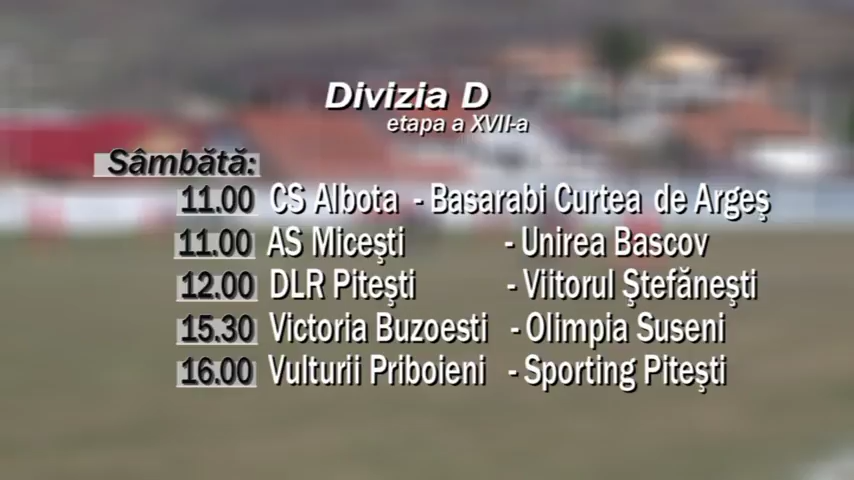 Divizia D
etapa a XVII-a
Sâmbătă:
11.00 CS Albota - Basarabi Curtea de Argeş
11.00 AS Miceşti - Unirea Bascov
12.00 DLR Piteşti - Viitorul Ştefăneşti
15.30 Victoria Buzoesti - Olimpia Suseni
16.00 Vulturii Priboieni - Sporting Piteşti